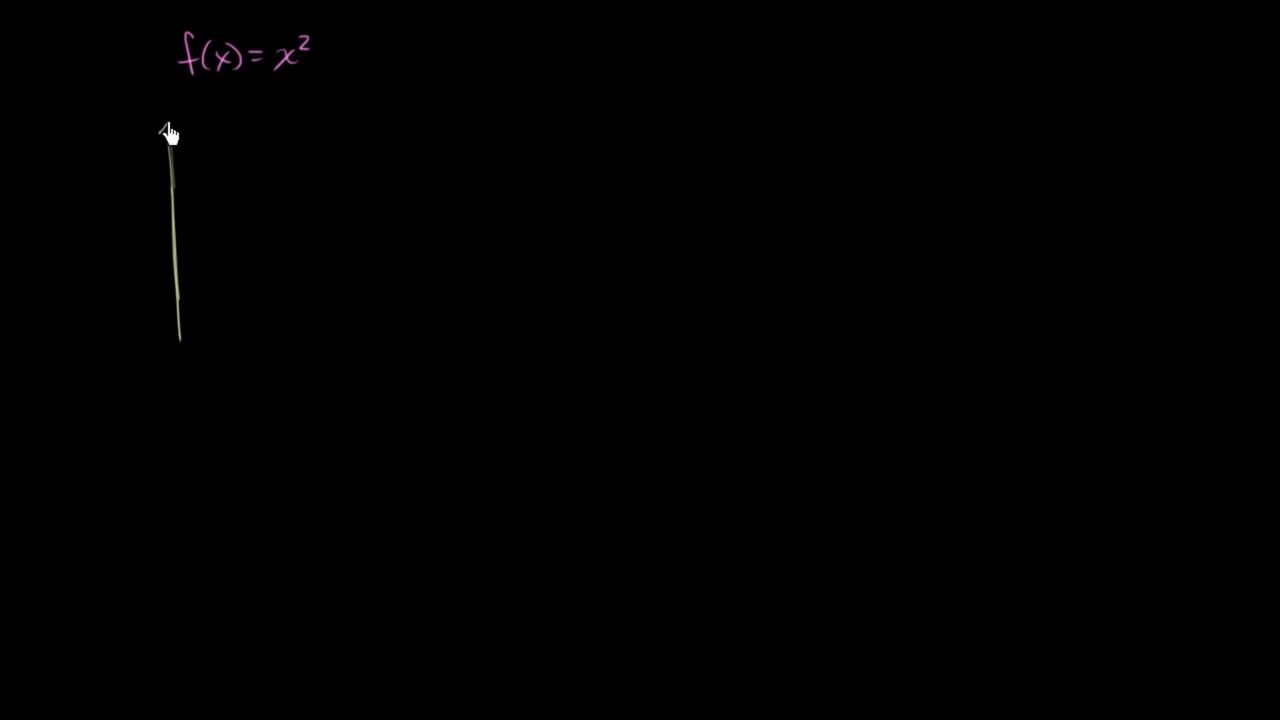 f(x) = x²